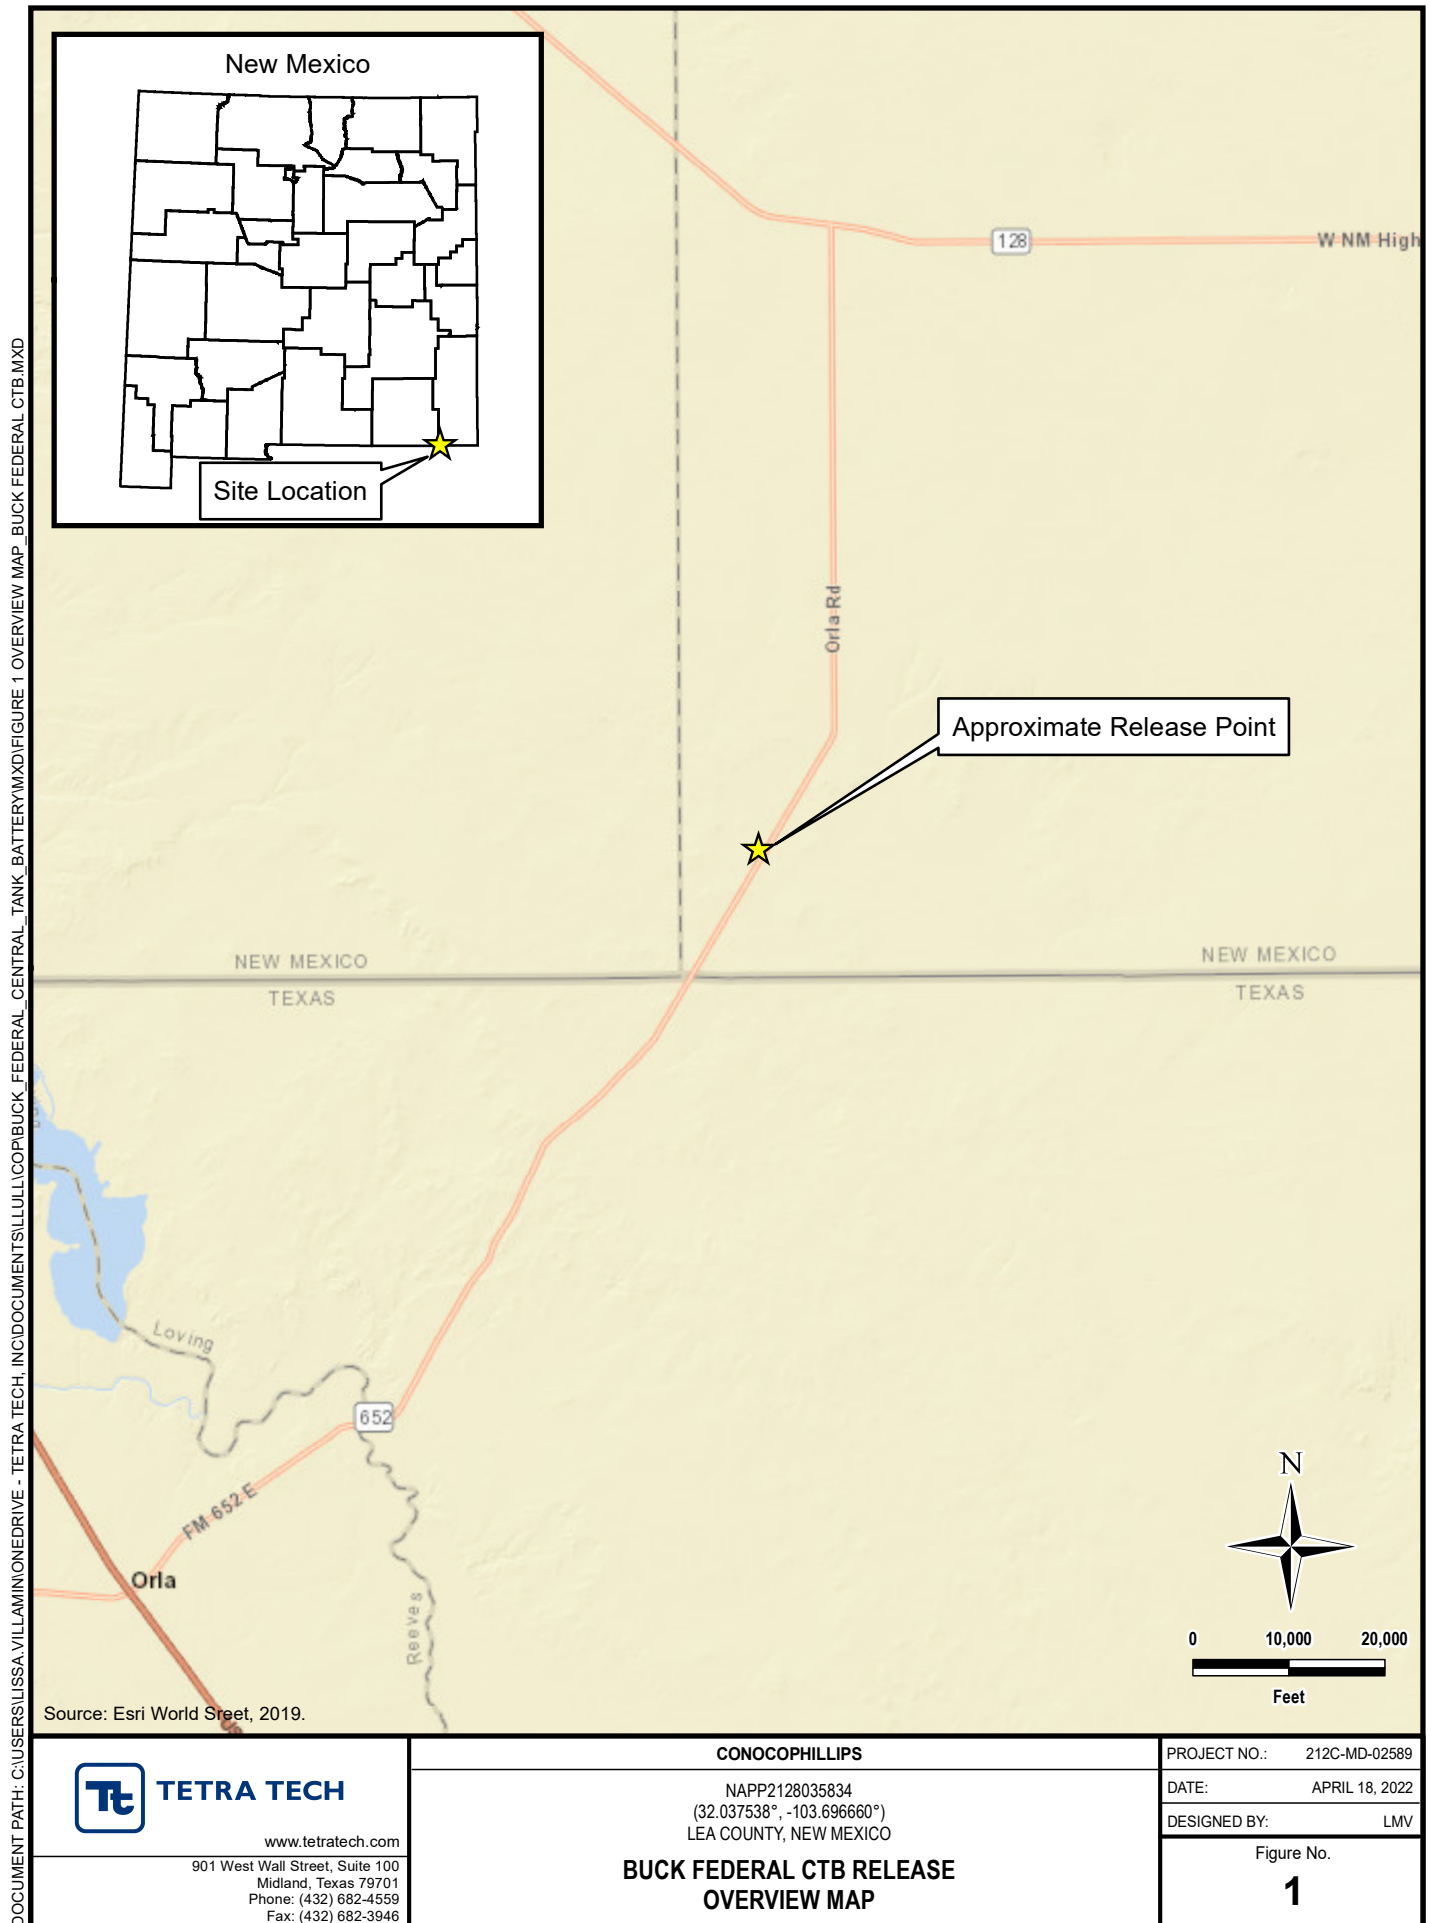 New Mexico
Site Location
128
W NM High
Orla Rd
Approximate Release Point
NEW MEXICO
TEXAS
NEW MEXICO
TEXAS
Loving
652
FM 652 E
Orla
Reeves
N
0 10,000 20,000
Feet
Source: Esri World Sreet, 2019.
DOCUMENT PATH: C:\USERS\LISSA.VILLAMIN\ONEDRIVE - TETRA TECH, INC\DOCUMENTS\LLULL\COP\BUCK_FEDERAL_CENTRAL_TANK_BATTERY\MXD\FIGURE 1 OVERVIEW MAP_BUCK FEDERAL CTB.MXD
Tt TETRA TECH
www.tetratech.com
901 West Wall Street, Suite 100
Midland, Texas 79701
Phone: (432) 682-4559
Fax: (432) 682-3946
CONOCOPHILLIPS
NAPP2128035834
(32.037538°, -103.696660°)
LEA COUNTY, NEW MEXICO
BUCK FEDERAL CTB RELEASE
OVERVIEW MAP
PROJECT NO.: 212C-MD-02589
DATE: APRIL 18, 2022
DESIGNED BY: LMV
Figure No.
1